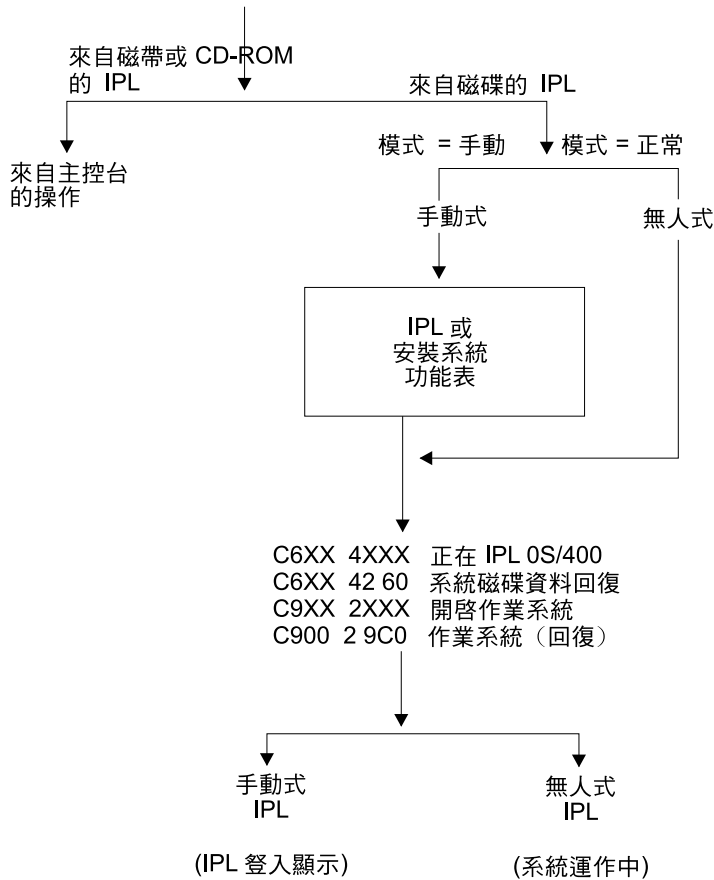 來自磁帶或 CD-ROM
的 IPL
來自磁碟的 IPL
來自主控台
的操作
模式 = 手動
模式 = 正常
手動式
無人式
IPL 或
安裝系統
功能表
C6XX 4XXX 正在 IPL 0S/400
C6XX 42 60 系統磁碟資料回復
C9XX 2XXX 開啓作業系統
C900 2 9C0 作業系統（回復）
手動式
IPL
無人式
IPL
(IPL 登入顯示)
(系統運作中)